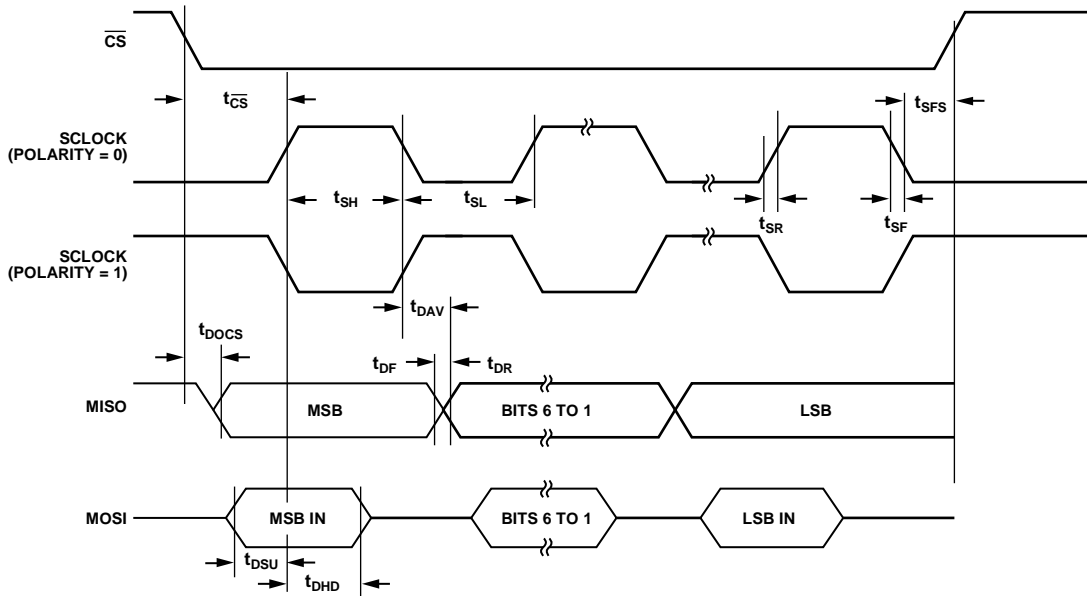 CS
tCS
tSFS
SCLOCK
(POLARITY = 0)
tSH
tSL
tSR
tSF
SCLOCK
(POLARITY = 1)
tDAV
tDOCS
tDF
tDR
MISO
MSB
BITS 6 TO 1
LSB
MOSI
MSB IN
BITS 6 TO 1
LSB IN
tDSU
tDHD